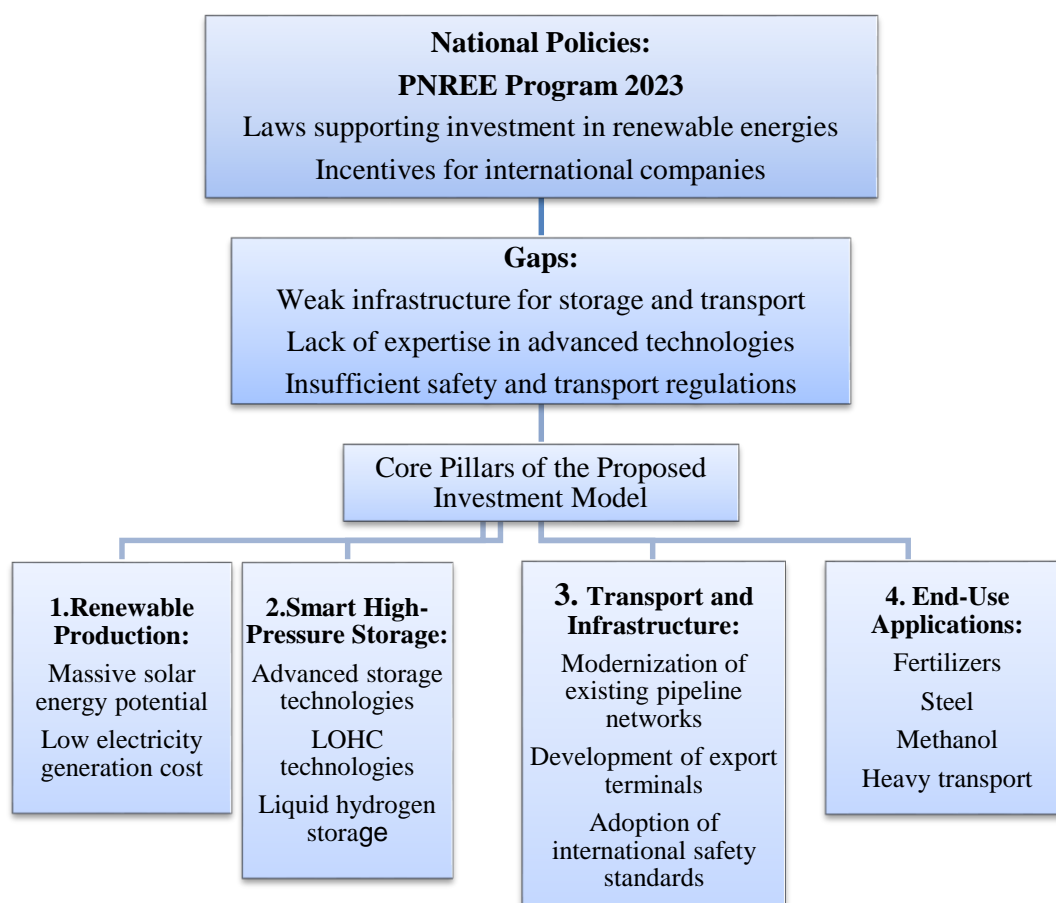 National Policies:
PNREE Program 2023
Laws supporting investment in renewable energies
Incentives for international companies
Gaps:
Weak infrastructure for storage and transport
Lack of expertise in advanced technologies
Insufficient safety and transport regulations
Core Pillars of the Proposed
Investment Model
1.Renewable
Production:
Massive solar
energy potential
Low electricity
generation cost
2.Smart High-
Pressure Storage:
Advanced storage
technologies
LOHC
technologies
Liquid hydrogen
storage
3. Transport and
Infrastructure:
Modernization of
existing pipeline
networks
Development of export
terminals
Adoption of
international safety
standards
4. End-Use
Applications:
Fertilizers
Steel
Methanol
Heavy transport